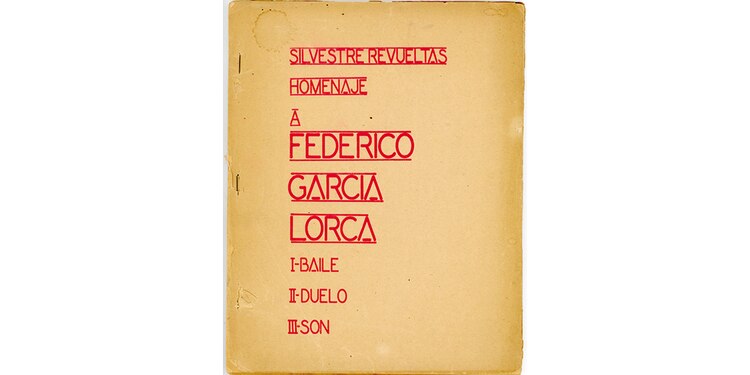 SILVESTRE REVUELTAS
HOMENAJE
A
FEDERICO
GARCIA
LORCA
I-BAILE
II-DUELO
III-SON